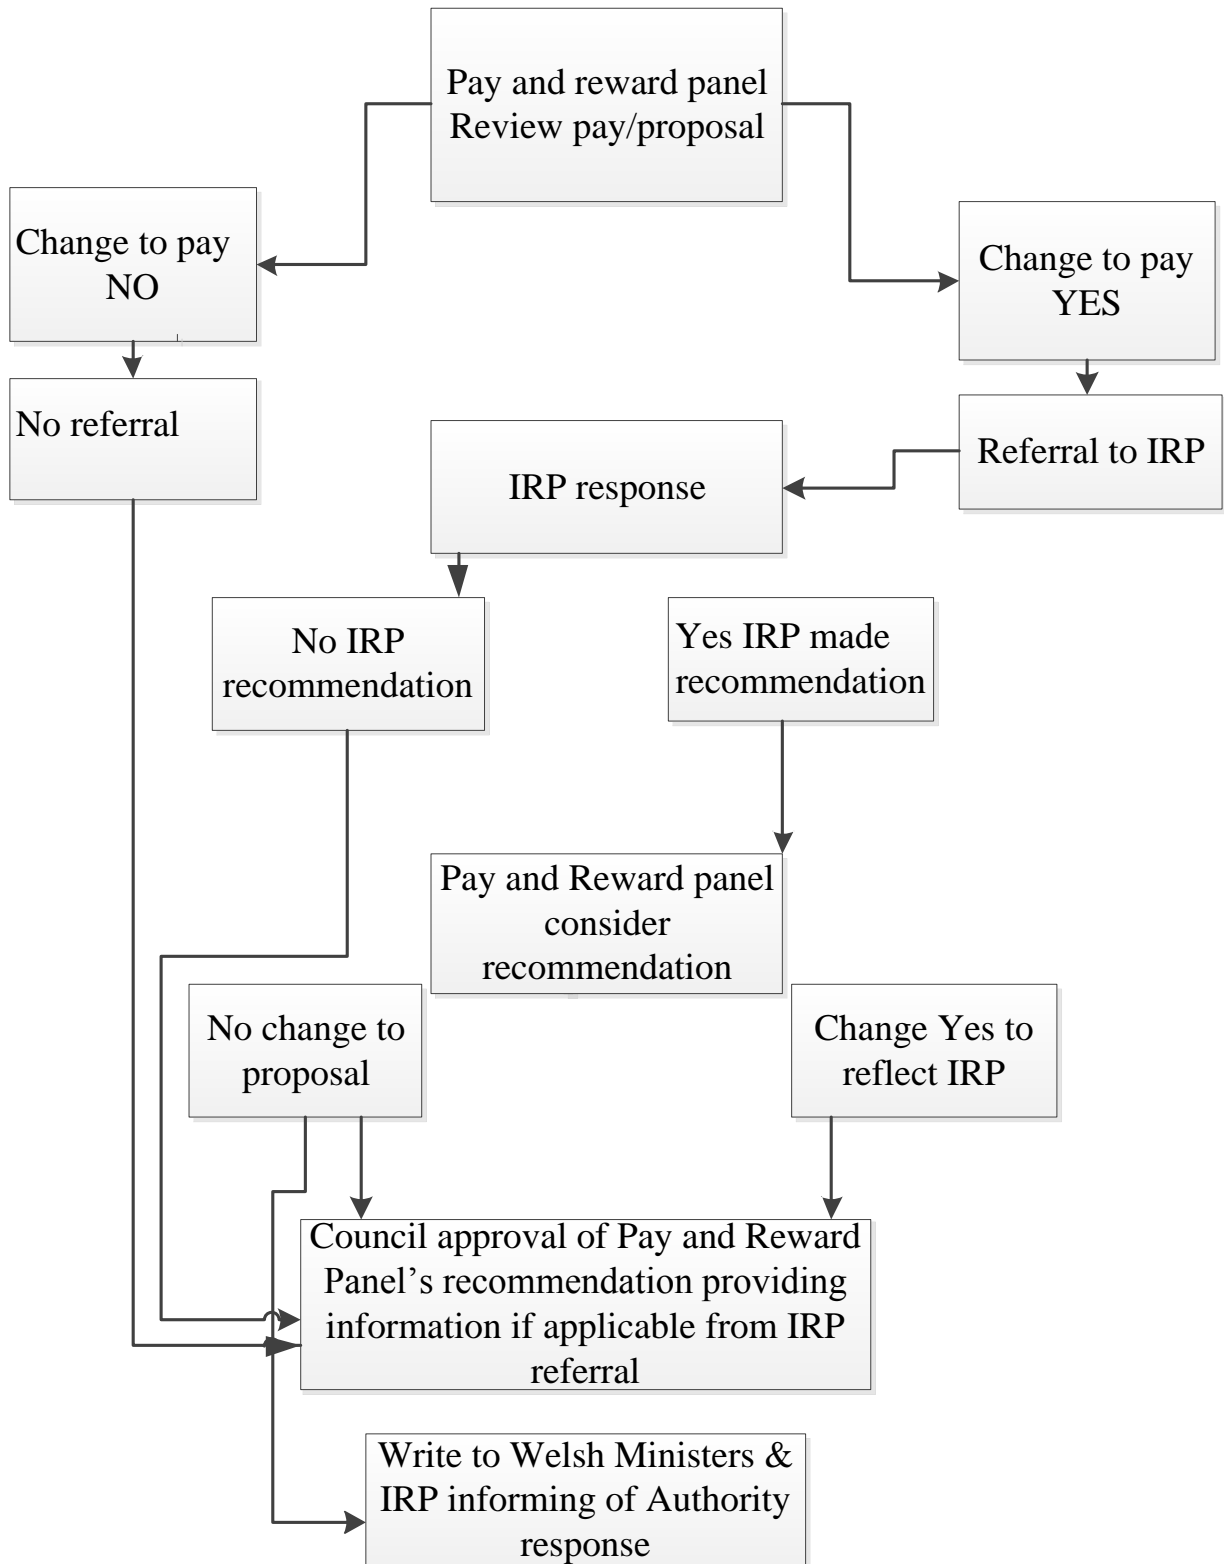 Pay and reward panel
Review pay/proposal
Change to pay
NO
Change to pay
YES
No referral
Referral to IRP
IRP response
No IRP
recommendation
Yes IRP made
recommendation
Pay and Reward panel
consider
recommendation
No change to
proposal
Change Yes to
reflect IRP
Council approval of Pay and Reward
Panel’s recommendation providing
information if applicable from IRP
referral
Write to Welsh Ministers &
IRP informing of Authority
response